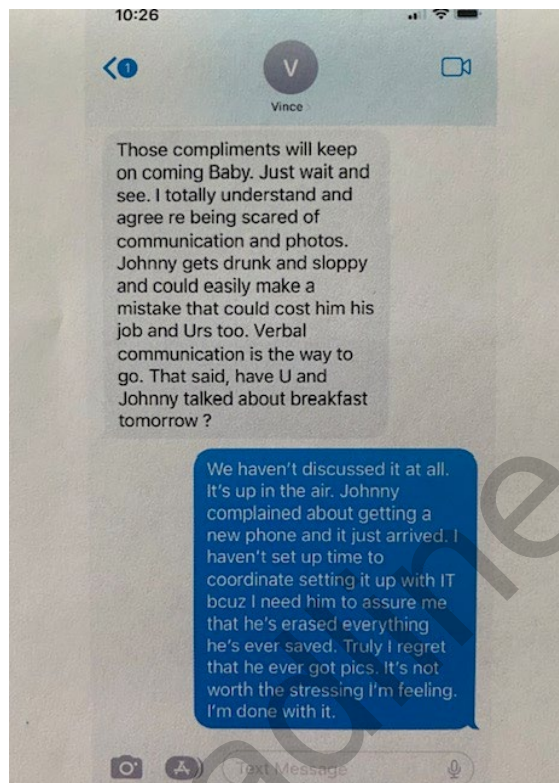 10:26
1
V
Vince
Those compliments will keep
on coming Baby. Just wait and
see. I totally understand and
agree re being scared of
communication and photos.
Johnny gets drunk and sloppy
and could easily make a
mistake that could cost him his
job and Urs too. Verbal
communication is the way to
go. That said, have U and
Johnny talked about breakfast
tomorrow ?
We haven't discussed it at all.
It's up in the air. Johnny
complained about getting a
new phone and it just arrived. I
haven't set up time to
coordinate setting it up with IT
bcuz I need him to assure me
that he's erased everything
he's ever saved. Truly I regret
that he ever got pics. It's not
worth the stressing I'm feeling.
I'm done with it.
Text Message